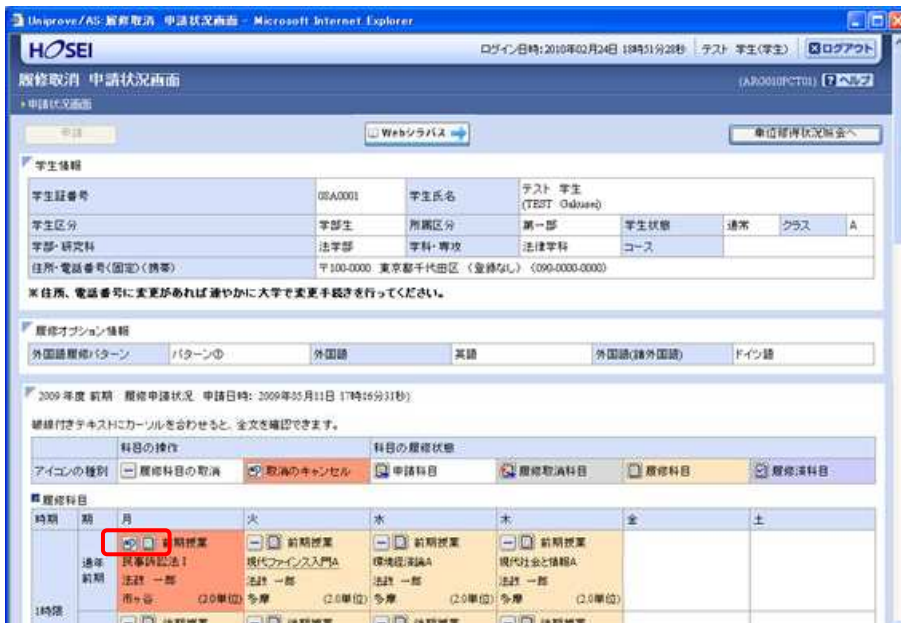 Uniprove/AS:履修取消 申請状況画面 - Microsoft Internet Explorer
HOSEI ログイン日時:2010年02月24日 18時51分28秒 テスト 学生(学生) ログアウト
履修取消 申請状況画面 (ARO010PCT01) ヘルプ
申請状況画面
申請 Webシラバス 単位修得状況照会へ
学生情報
学生証番号 08A0001 学生氏名 テスト 学生
(TEST Gakusei)
学生区分 学部生 所属区分 第一部 学生状態 通常 クラス A
学部・研究科 法学部 学科・専攻 法律学科 コース
住所・電話番号(固定)(携帯) 〒100-0000 東京都千代田区 (登録なし) (090-0000-0000)
※住所、電話番号に変更があれば速やかに大学で変更手続きを行ってください。
履修オプション情報
外国語履修パターン パターン① 外国語 英語 外国語(諸外国語) ドイツ語
2009 年度 前期 履修申請状況 申請日時: 2009年05月11日 17時16分31秒)
破線付きテキストにカーソルを合わせると、全文を確認できます。
科目の操作 科目の履修状態
アイコンの種別 履修科目の取消 取消のキャンセル 申請科目 履修取消科目 履修科目 履修済科目
履修科目
時期 期 月 火 水 木 金 土
1時限 通年
前期
前期授業 前期授業 前期授業 前期授業
民事訴訟法Ⅰ 現代ファイナンス入門A 環境経済論A 現代社会と情報A
法政 一郎 法政 一郎 法政 一郎 法政 一郎
市ヶ谷 (2.0単位) 多摩 (2.0単位) 多摩 (2.0単位) 多摩 (2.0単位)